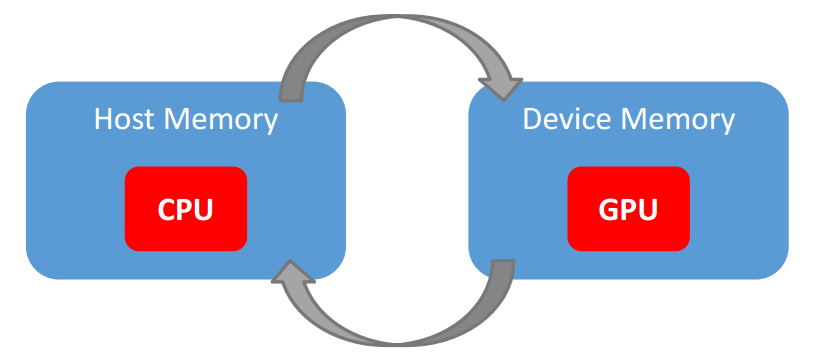 Host Memory
CPU
Device Memory
GPU